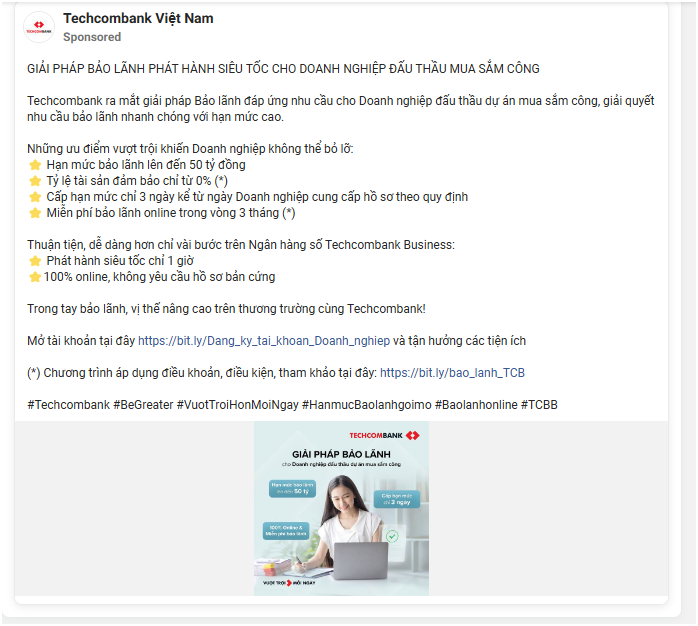 TECHCOMBANK
Techcombank Việt Nam
Sponsored
GIẢI PHÁP BẢO LÃNH PHÁT HÀNH SIÊU TỐC CHO DOANH NGHIỆP ĐẤU THẦU MUA SẮM CÔNG
Techcombank ra mắt giải pháp Bảo lãnh đáp ứng nhu cầu cho Doanh nghiệp đấu thầu dự án mua sắm công, giải quyết
nhu cầu bảo lãnh nhanh chóng với hạn mức cao.
Những ưu điểm vượt trội khiến Doanh nghiệp không thể bỏ lỡ:
⭐ Hạn mức bảo lãnh lên đến 50 tỷ đồng
⭐ Tỷ lệ tài sản đảm bảo chỉ từ 0% (*)
⭐ Cấp hạn mức chỉ 3 ngày kể từ ngày Doanh nghiệp cung cấp hồ sơ theo quy định
⭐ Miễn phí bảo lãnh online trong vòng 3 tháng (*)
Thuận tiện, dễ dàng hơn chỉ vài bước trên Ngân hàng số Techcombank Business:
⭐ Phát hành siêu tốc chỉ 1 giờ
⭐100% online, không yêu cầu hồ sơ bản cứng
Trong tay bảo lãnh, vị thế nâng cao trên thương trường cùng Techcombank!
Mở tài khoản tại đây https://bit.ly/Dang_ky_tai_khoan_Doanh_nghiep và tận hưởng các tiện ích
(*) Chương trình áp dụng điều khoản, điều kiện, tham khảo tại đây: https://bit.ly/bao_lanh_TCB
#Techcombank #BeGreater #VuotTroiHonMoiNgay #HanmucBaolanhgoimo #Baolanhonline #TCBB
TECHCOMBANK
GIẢI PHÁP BẢO LÃNH
cho Doanh nghiệp đấu thầu dự án mua sắm công
Hạn mức bảo lãnh
lên đến 50 tỷ
Cấp hạn mức
chỉ 3 ngày
100% Online &
Miễn phí bảo lãnh
VƯỢT TRỘI MỖI NGÀY